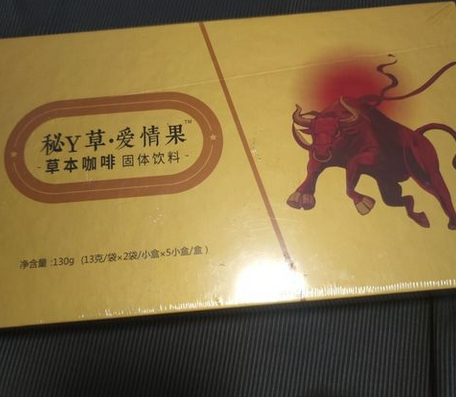 秘Y草·爱情果™
-草本咖啡 固体饮料-
净含量:130g (13克/袋×2袋/小盒×5小盒/盒)